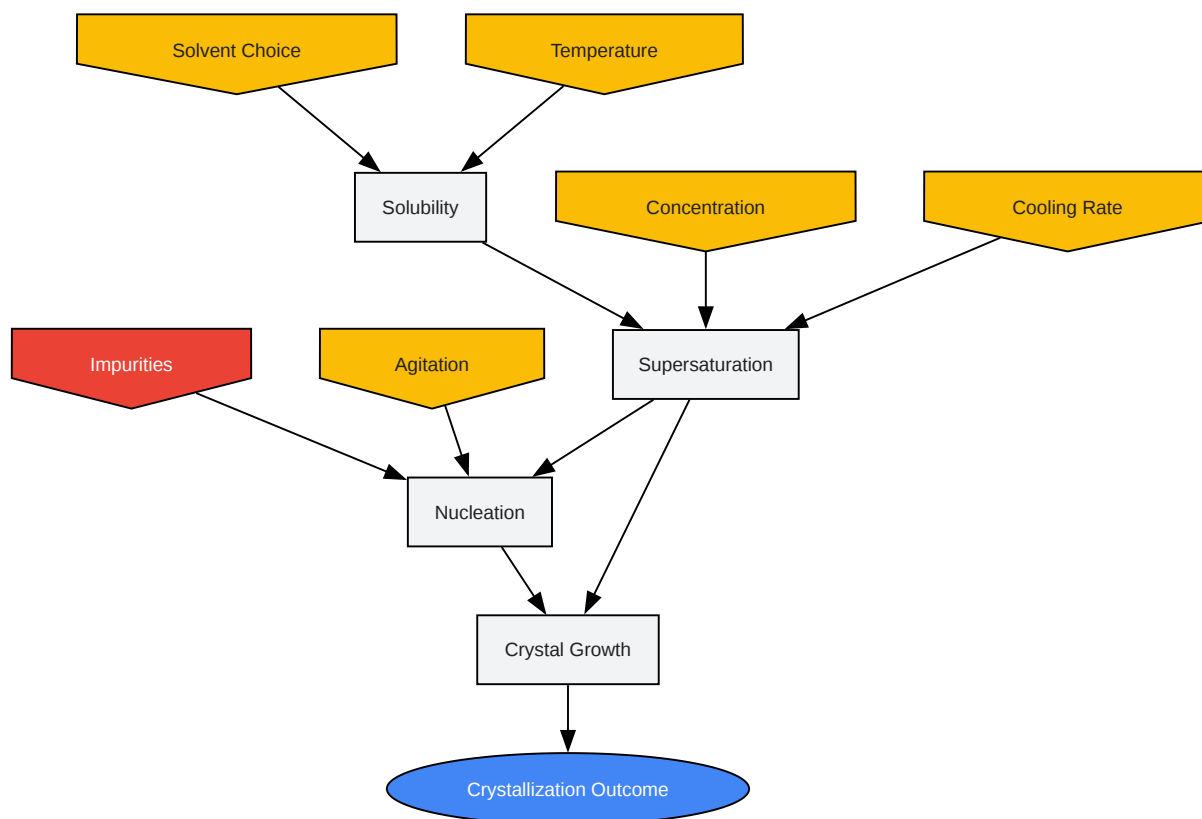 Solvent Choice
Temperature
Solubility
Concentration
Cooling Rate
Impurities
Agitation
Supersaturation
Nucleation
Crystal Growth
Crystallization Outcome